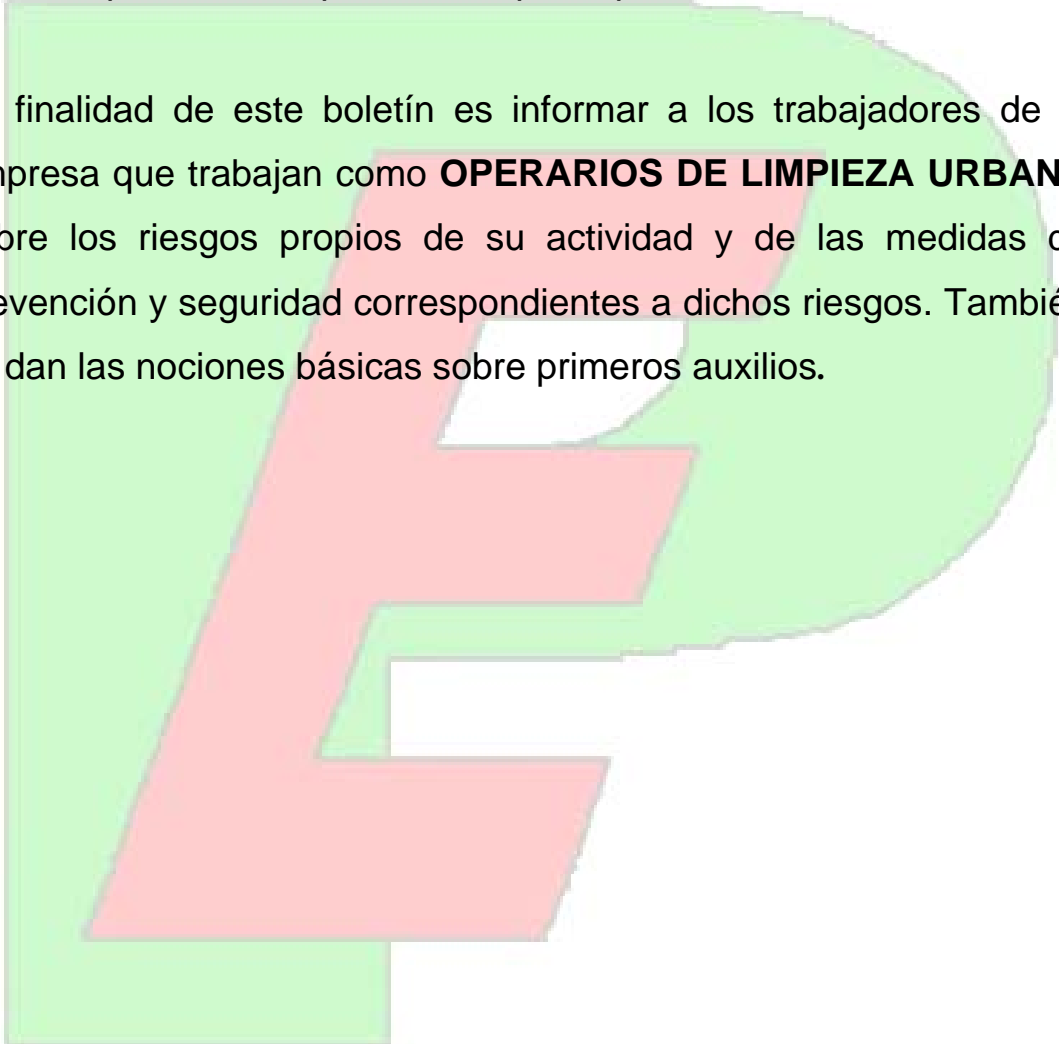 finalidad de este boletín es informar a los trabajadores de
presa que trabajan como OPERARIOS DE LIMPIEZA URBAN
bre los riesgos propios de su actividad y de las medidas
evención y seguridad correspondientes a dichos riesgos. Tambié
dan las nociones básicas sobre primeros auxilios.